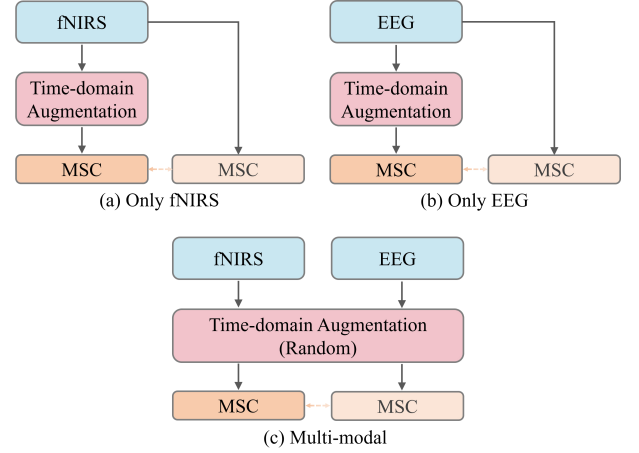 fNIRS
Time-domain
Augmentation
MSC
MSC
(a) Only fNIRS
EEG
Time-domain
Augmentation
MSC
MSC
(b) Only EEG
fNIRS
EEG
Time-domain Augmentation
(Random)
MSC
MSC
(c) Multi-modal